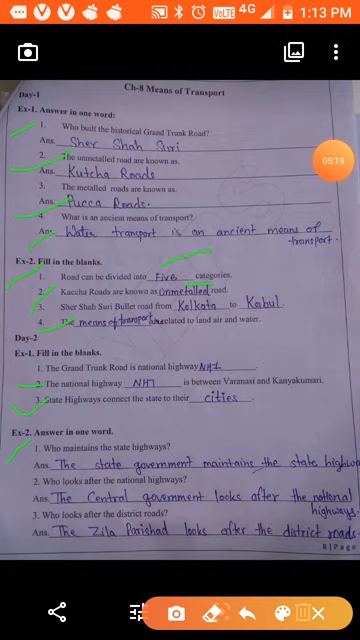 VoLTE 4G 1:13 PM
Ch-8 Means of Transport
05:19
Day-1
Ex-1. Answer in one word:
1. Who built the historical Grand Trunk Road?
Ans. Sher Shah Suri
2. The unmetalled road are known as.
Ans. Kutcha Roads
3. The metalled roads are known as.
Ans. Pucca Roads.
4. What is an ancient means of transport?
Ans. Water transport is an ancient means of transport.
Ex-2. Fill in the blanks.
1. Road can be divided into Five categories.
2. Kaccha Roads are known as Unmetalled road.
3. Sher Shah Suri Bullet road from Kolkata to Kabul.
4. The means of transport are related to land air and water.
Day-2
Ex-1. Fill in the blanks.
1. The Grand Trunk Road is national highway NH1.
2. The national highway NH7 is between Varanasi and Kanyakumari.
3. State Highways connect the state to their cities
Ex-2. Answer in one word.
1. Who maintains the state highways?
Ans. The state government maintains the state highway
2. Who looks after the national highways?
Ans. The Central government looks after the national highways.
3. Who looks after the district roads?
Ans. The Zila Parishad looks after the district roads.
8 | Page